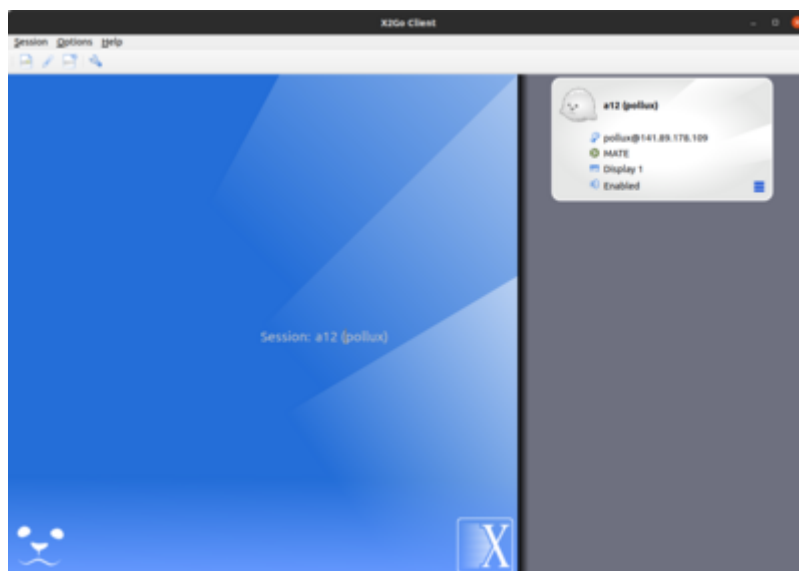 X2Go Client
Session Options Help
a12 (pollux)
pollux@141.89.178.109
MATE
Display 1
Enabled
Session: a12 (pollux)
X